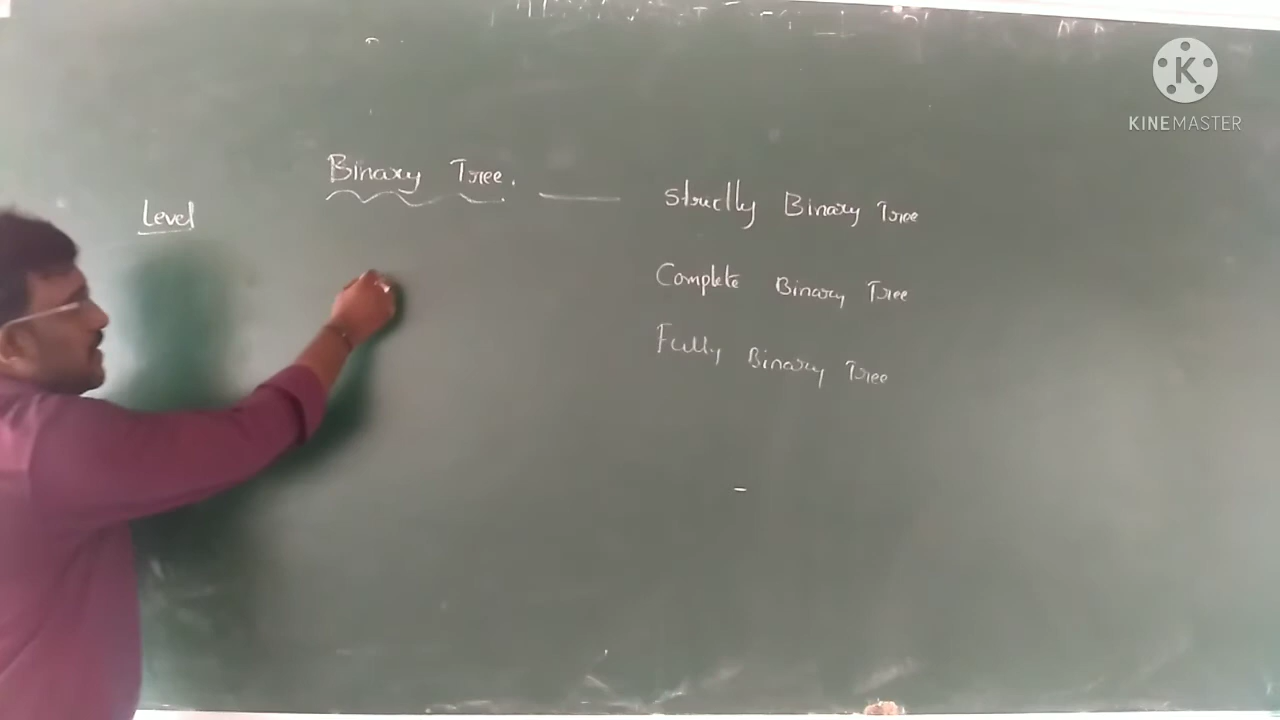 Binary Tree.
Strictly Binary Tree
Level
Complete Binary Tree
Fully Binary Tree
KINEMASTER